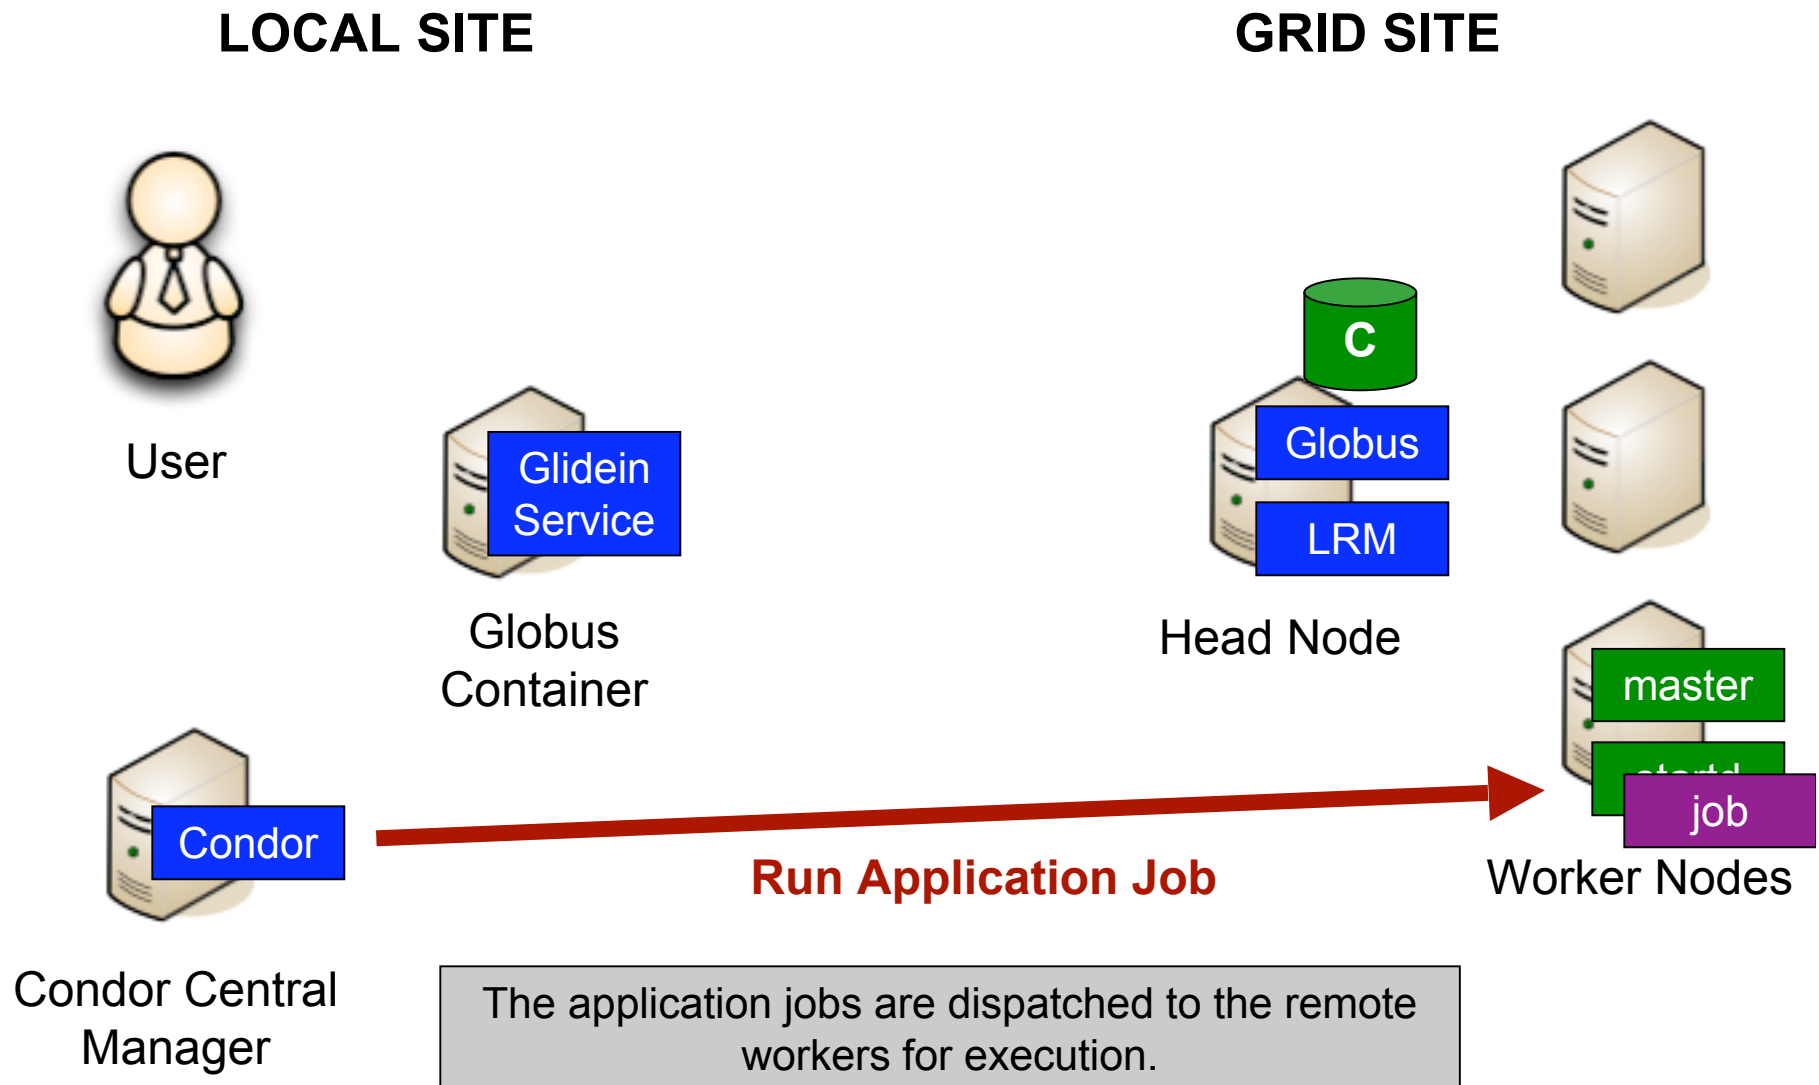 LOCAL SITE
GRID SITE
User
Glidein
Service
Globus
Container
C
Globus
LRM
Head Node
master
startd
job
Worker Nodes
Condor
Run Application Job
Condor Central
Manager
The application jobs are dispatched to the remote
workers for execution.